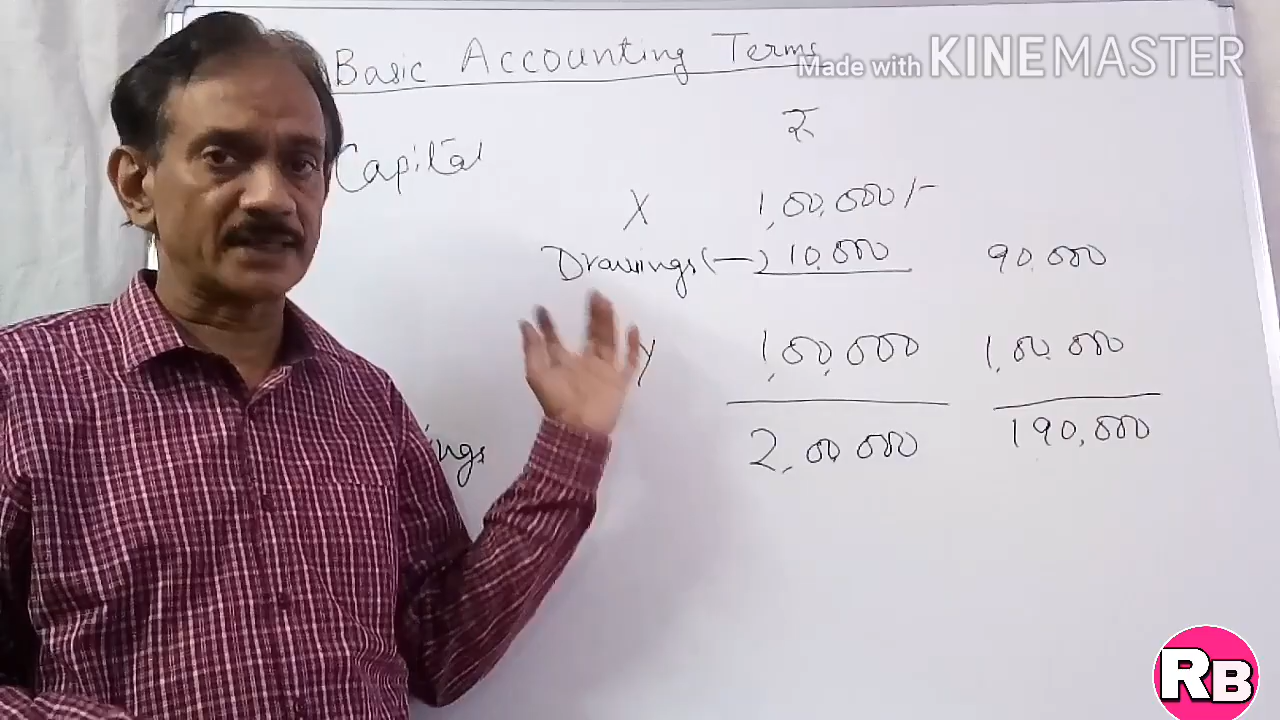 Basic Accounting Terms
Made with KINEMASTER
₹
Capital
X 1,00,000/-
Drawings (-) 10,000 90,000
Y 1,00,000 1,00,000
2,00,000 190,000
RB